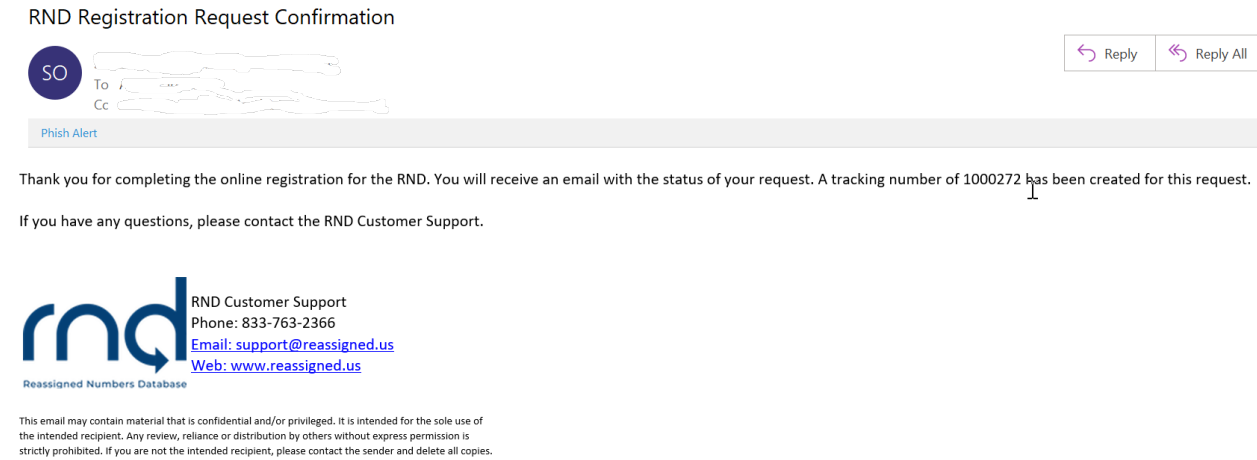 RND Registration Request Confirmation
SO
To
Cc
Reply
Reply All
Phish Alert
Thank you for completing the online registration for the RND. You will receive an email with the status of your request. A tracking number of 1000272 has been created for this request.
If you have any questions, please contact the RND Customer Support.
rnd
Reassigned Numbers Database
RND Customer Support
Phone: 833-763-2366
Email: support@reassigned.us
Web: www.reassigned.us
This email may contain material that is confidential and/or privileged. It is intended for the sole use of
the intended recipient. Any review, reliance or distribution by others without express permission is
strictly prohibited. If you are not the intended recipient, please contact the sender and delete all copies.